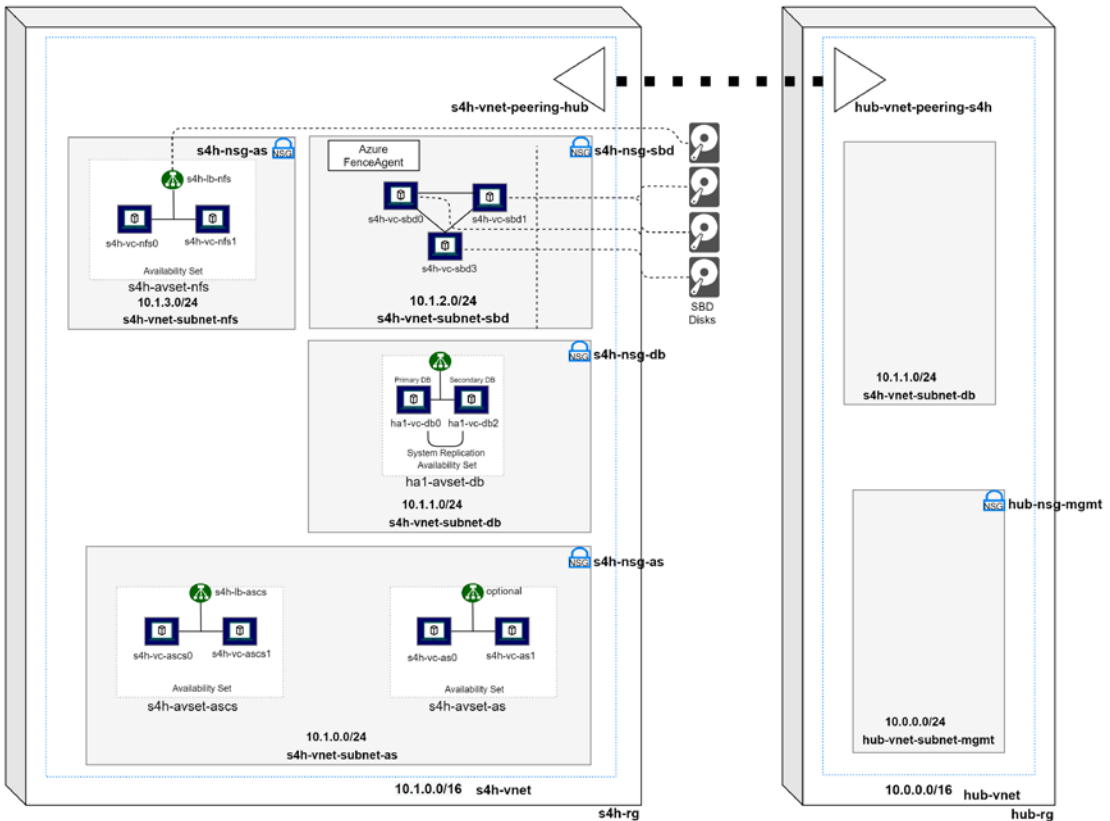 s4h-vnet-peering-hub
hub-vnet-peering-s4h
s4h-nsg-as
NSG
s4h-lb-nfs
s4h-vc-nfs0
s4h-vc-nfs1
Availability Set
s4h-avset-nfs
10.1.3.0/24
s4h-vnet-subnet-nfs
Azure
FenceAgent
NSG
s4h-nsg-sbd
s4h-vc-sbd0
s4h-vc-sbd1
s4h-vc-sbd3
10.1.2.0/24
s4h-vnet-subnet-sbd
SBD
Disks
NSG
s4h-nsg-db
Primary DB
Secondary DB
ha1-vc-db0
ha1-vc-db2
System Replication
Availability Set
ha1-avset-db
10.1.1.0/24
s4h-vnet-subnet-db
NSG
s4h-nsg-as
s4h-lb-ascs
s4h-vc-ascs0
s4h-vc-ascs1
Availability Set
s4h-avset-ascs
optional
s4h-vc-as0
s4h-vc-as1
Availability Set
s4h-avset-as
10.1.0.0/24
s4h-vnet-subnet-as
10.1.0.0/16 s4h-vnet
s4h-rg
10.1.1.0/24
s4h-vnet-subnet-db
NSG
hub-nsg-mgmt
10.0.0.0/24
hub-vnet-subnet-mgmt
10.0.0.0/16 hub-vnet
hub-rg